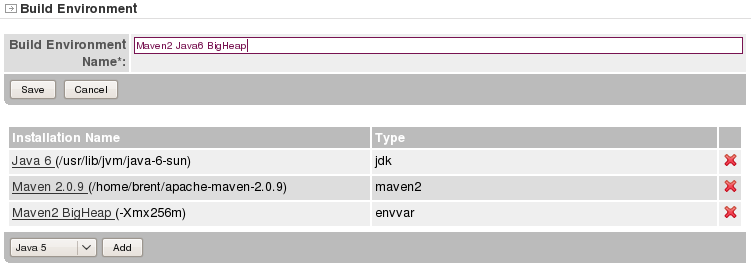 Build Environment
Build Environment Name*: Maven2 Java6 BigHeap
Save Cancel
Installation Name Type
Java 6 (/usr/lib/jvm/java-6-sun) jdk
Maven 2.0.9 (/home/brent/apache-maven-2.0.9) maven2
Maven2 BigHeap (-Xmx256m) envvar
Java 5 Add